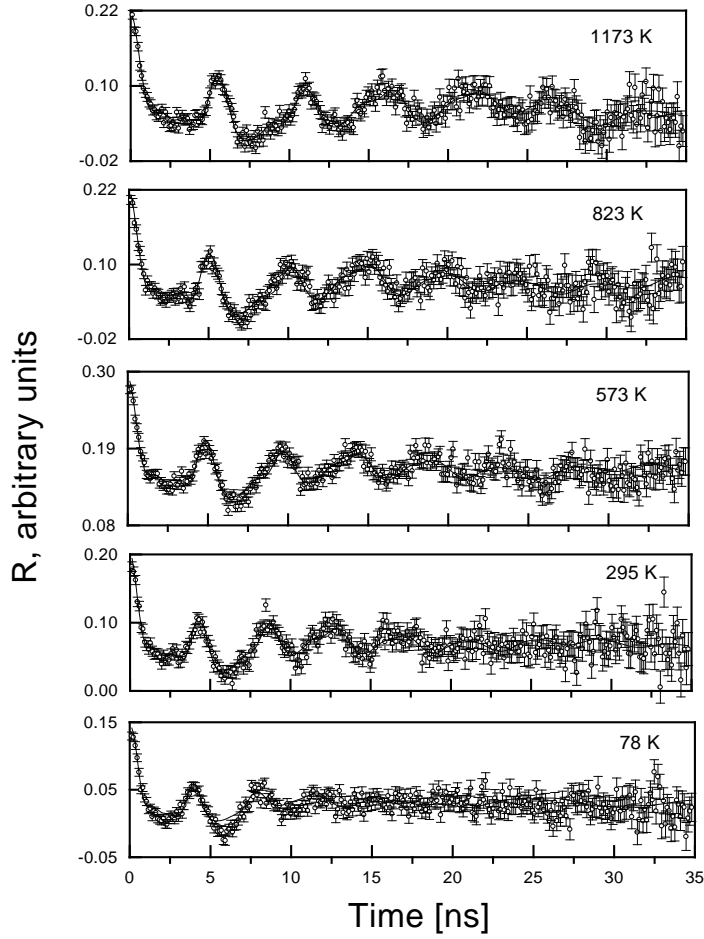 0.22
1173 K
0.10
-0.02
0.22
823 K
0.10
-0.02
R, arbitrary units
0.30
573 K
0.19
0.08
0.20
295 K
0.10
0.00
0.15
78 K
0.05
-0.05
0 5 10 15 20 25 30 35
Time [ns]